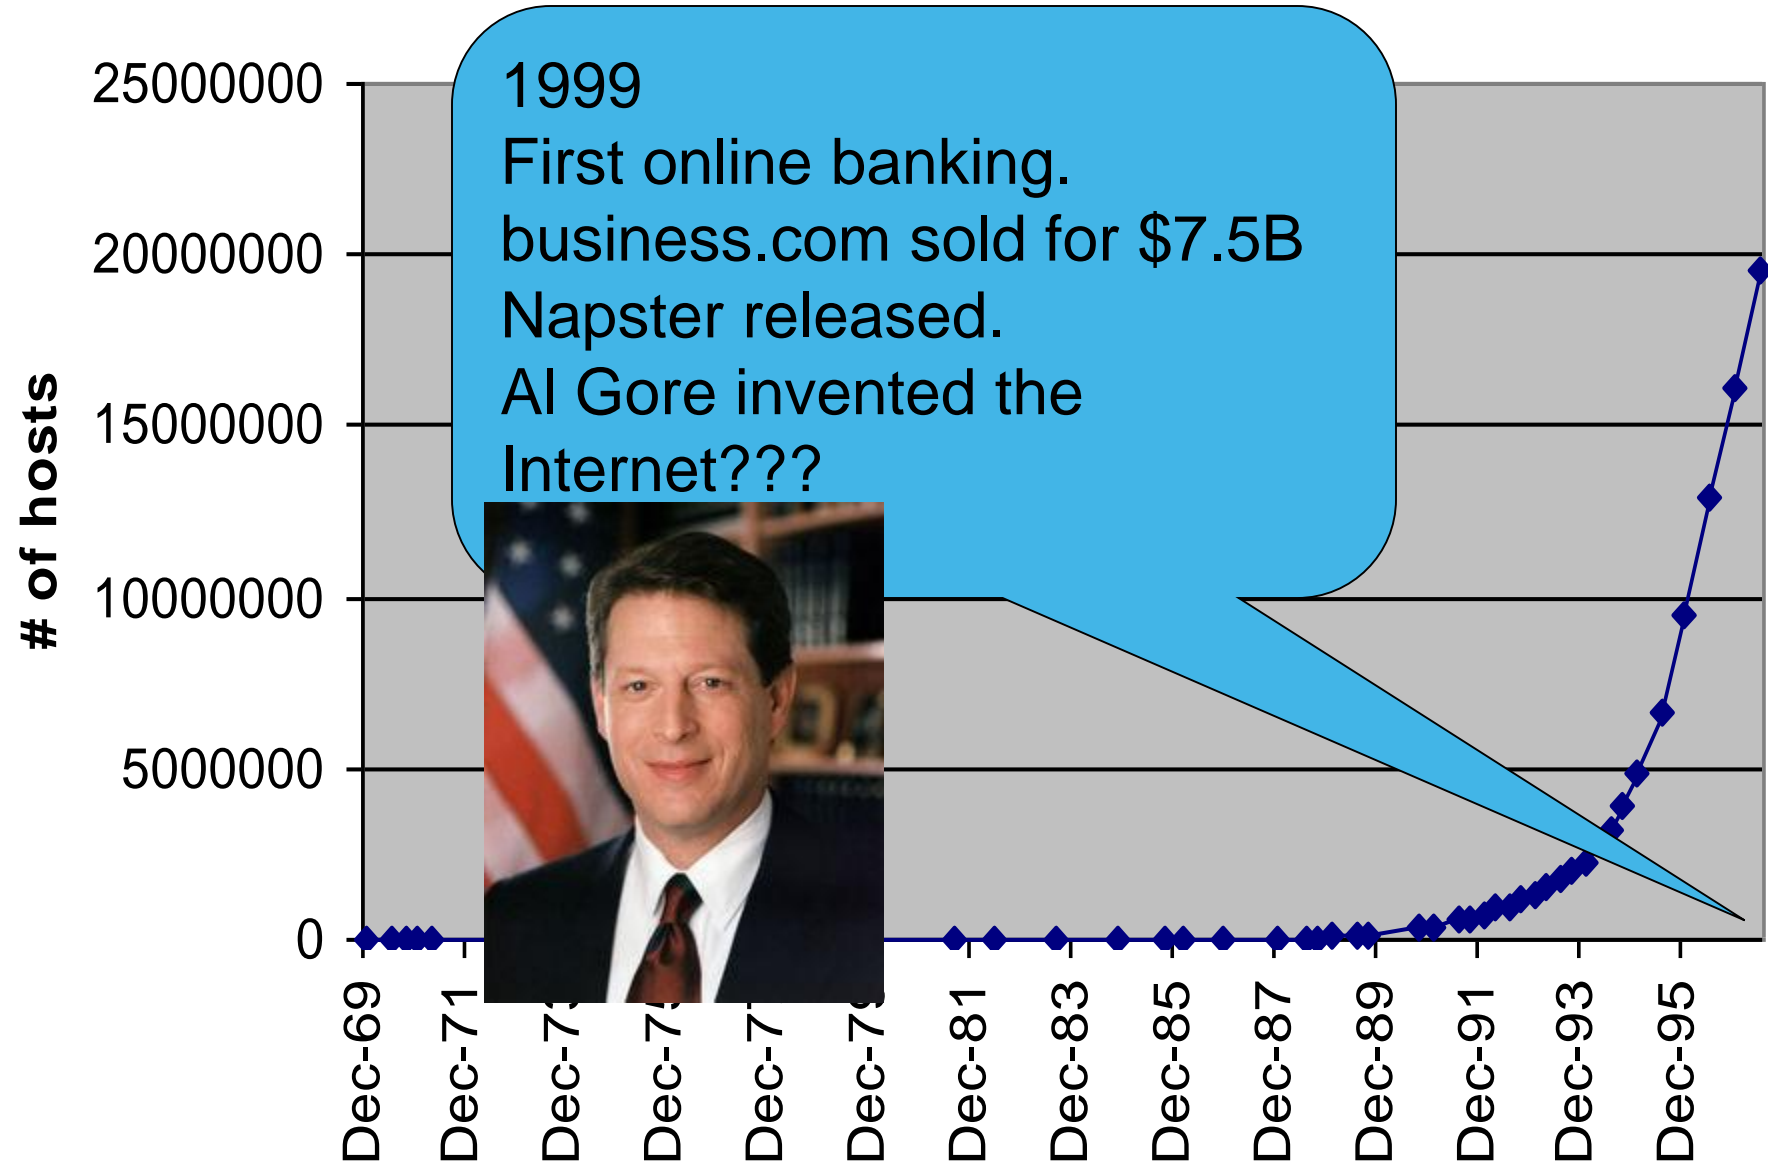 1999
First online banking.
business.com sold for $7.5B
Napster released.
Al Gore invented the
Internet???
# of hosts
25000000
20000000
15000000
10000000
5000000
0
Dec-69
Dec-71
Dec-81
Dec-83
Dec-85
Dec-87
Dec-89
Dec-91
Dec-93
Dec-95